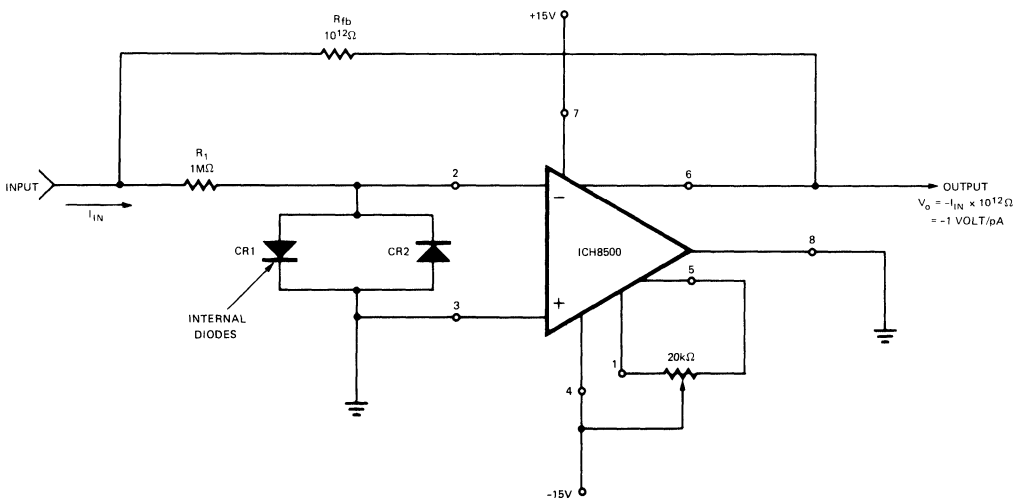 +15V
Rfb
10¹²Ω
7
R1
1MΩ
INPUT
IIN
2
6
OUTPUT
Vo = -IIN x 10¹²Ω
= -1 VOLT/pA
−
CR1
CR2
ICH8500
8
5
+
3
INTERNAL
DIODES
20kΩ
1
4
-15V